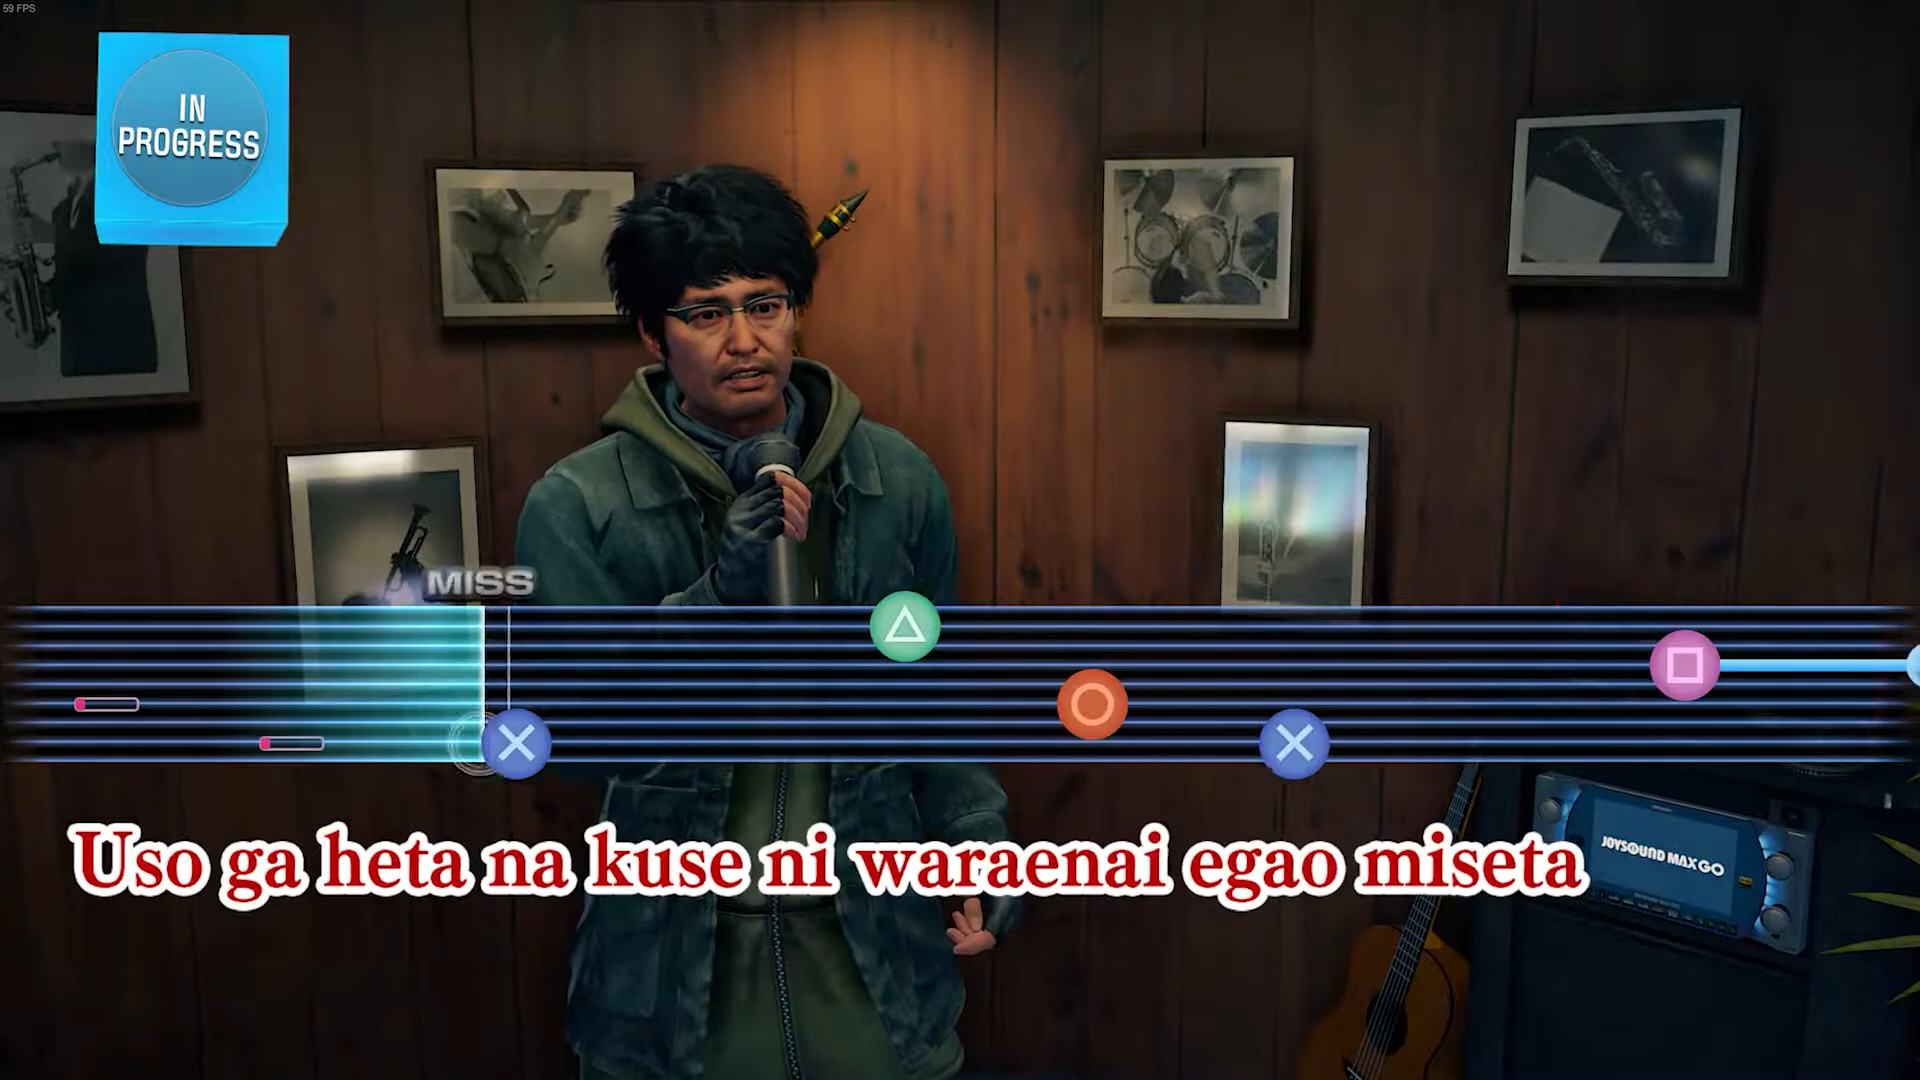 59 FPS
IN
PROGRESS
MISS
Uso ga heta na kuse ni waraenai egao miseta
JOYSOUND MAX GO